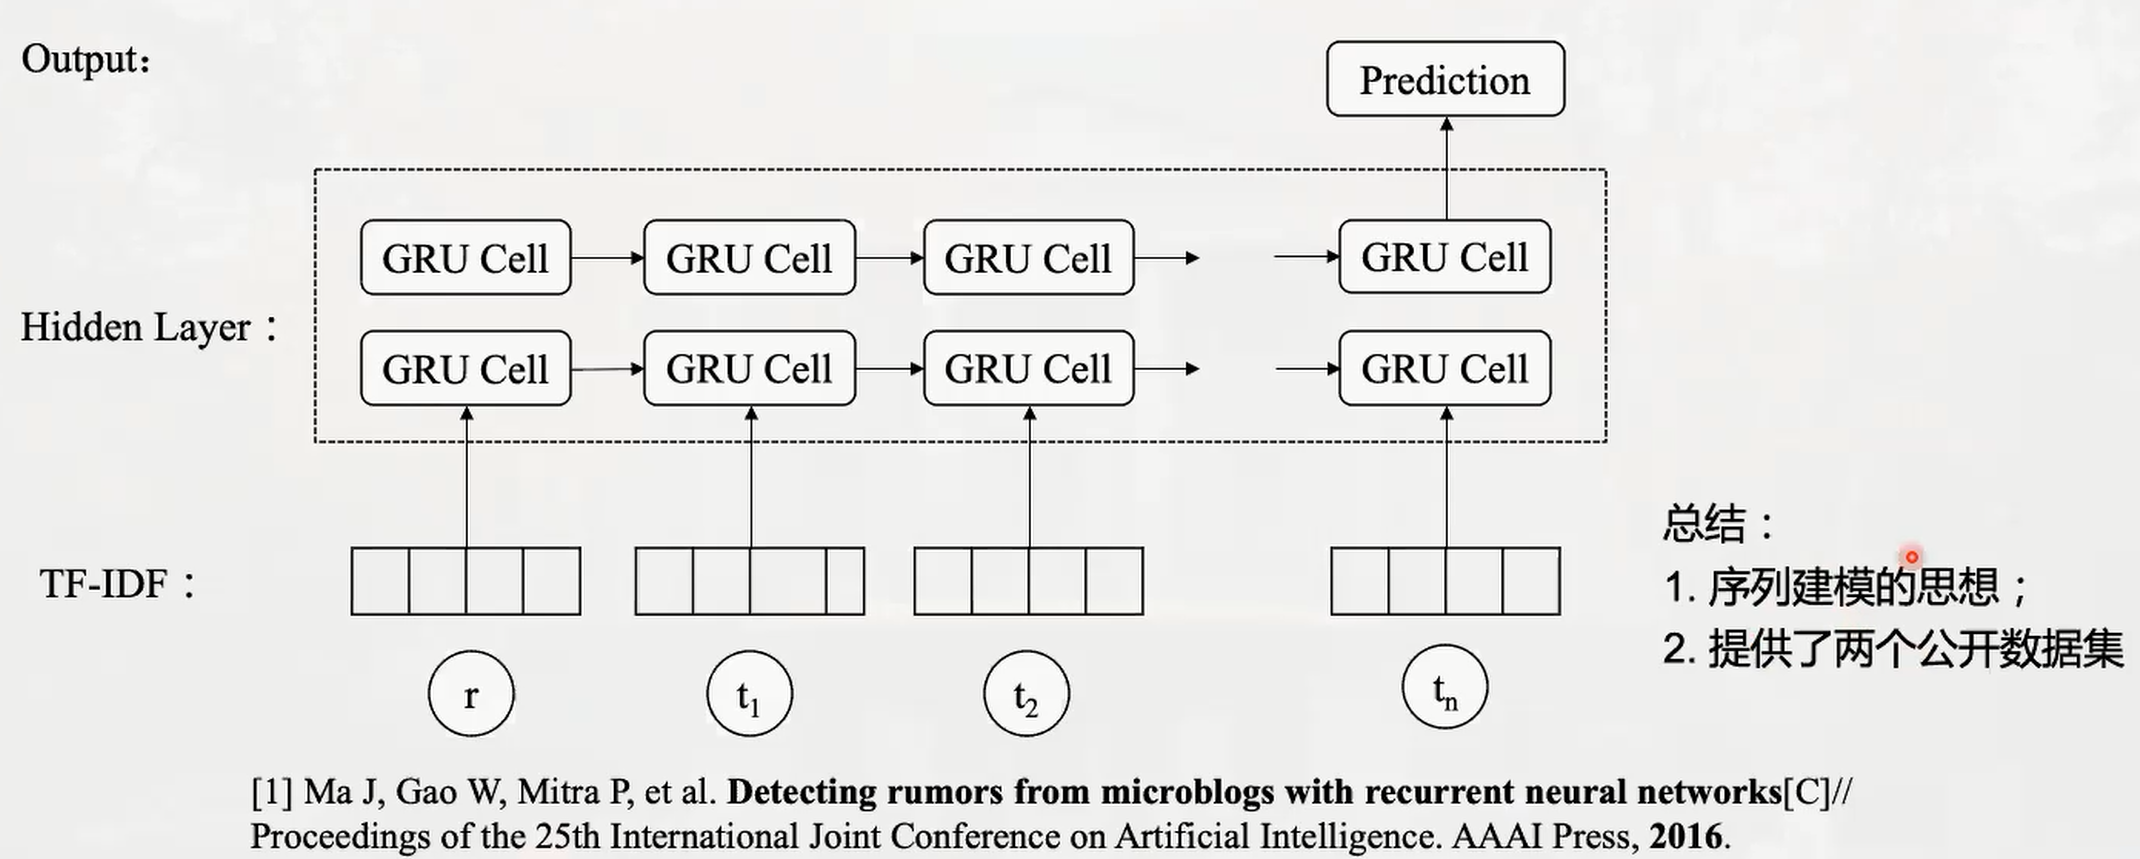 Output:
Prediction
GRU Cell GRU Cell GRU Cell GRU Cell
Hidden Layer：
GRU Cell GRU Cell GRU Cell GRU Cell
TF-IDF：
r t1 t2 tn
总结：
1. 序列建模的思想；
2. 提供了两个公开数据集
[1] Ma J, Gao W, Mitra P, et al. Detecting rumors from microblogs with recurrent neural networks[C]//
Proceedings of the 25th International Joint Conference on Artificial Intelligence. AAAI Press, 2016.